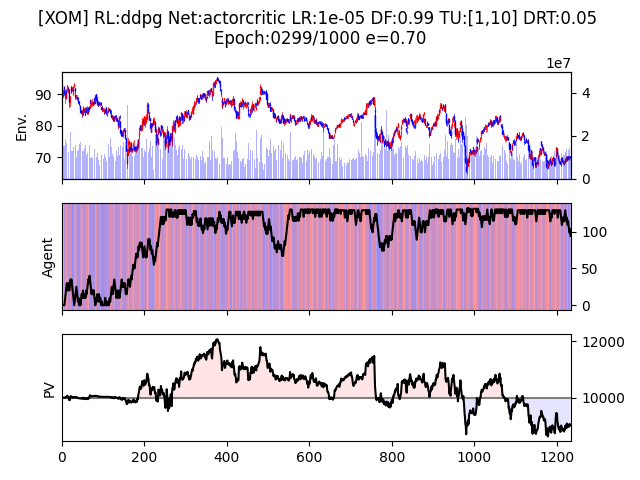 [XOM] RL:ddpg Net:actorcritic LR:1e-05 DF:0.99 TU:[1,10] DRT:0.05
Epoch:0299/1000 e=0.70
1e7
Env.
90
80
70
4
2
0
Agent
100
50
0
PV
12000
10000
0 200 400 600 800 1000 1200